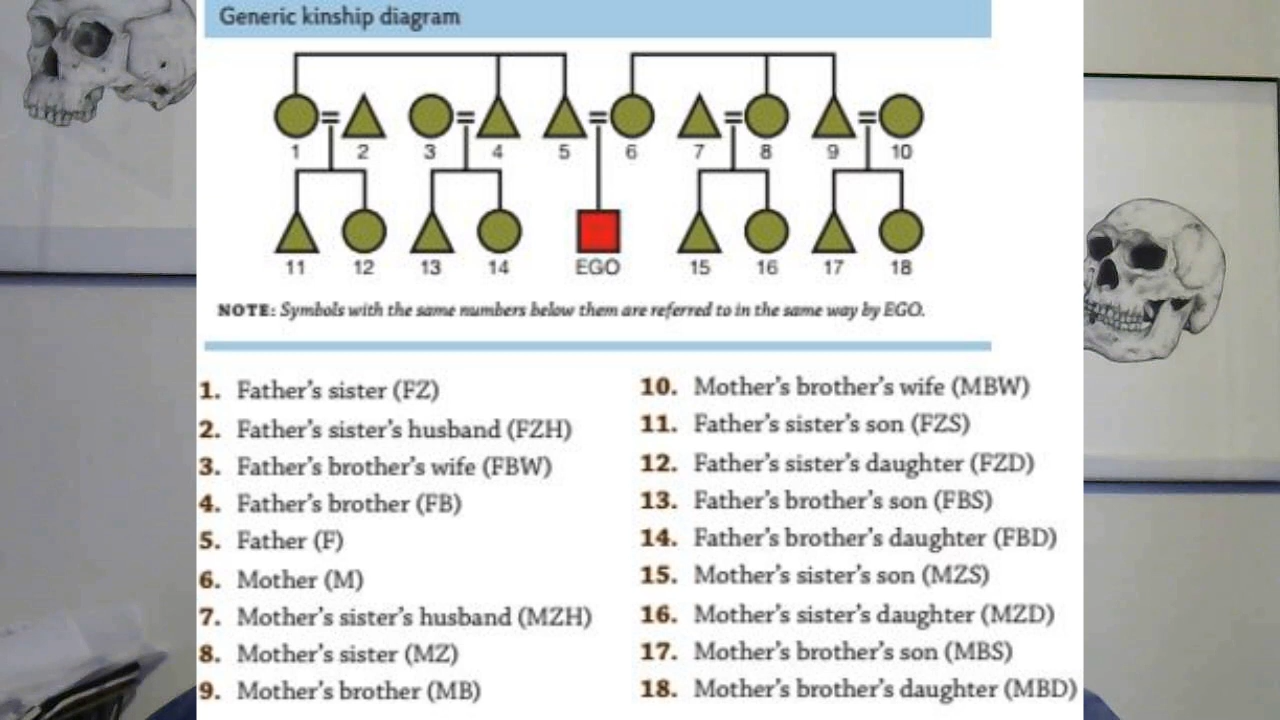 Generic kinship diagram
= = = = =
1 2 3 4 5 6 7 8 9 10
11 12 13 14 EGO 15 16 17 18
NOTE: Symbols with the same numbers below them are referred to in the same way by EGO.
1. Father's sister (FZ)
2. Father's sister's husband (FZH)
3. Father's brother's wife (FBW)
4. Father's brother (FB)
5. Father (F)
6. Mother (M)
7. Mother's sister's husband (MZH)
8. Mother's sister (MZ)
9. Mother's brother (MB)
10. Mother's brother's wife (MBW)
11. Father's sister's son (FZS)
12. Father's sister's daughter (FZD)
13. Father's brother's son (FBS)
14. Father's brother's daughter (FBD)
15. Mother's sister's son (MZS)
16. Mother's sister's daughter (MZD)
17. Mother's brother's son (MBS)
18. Mother's brother's daughter (MBD)